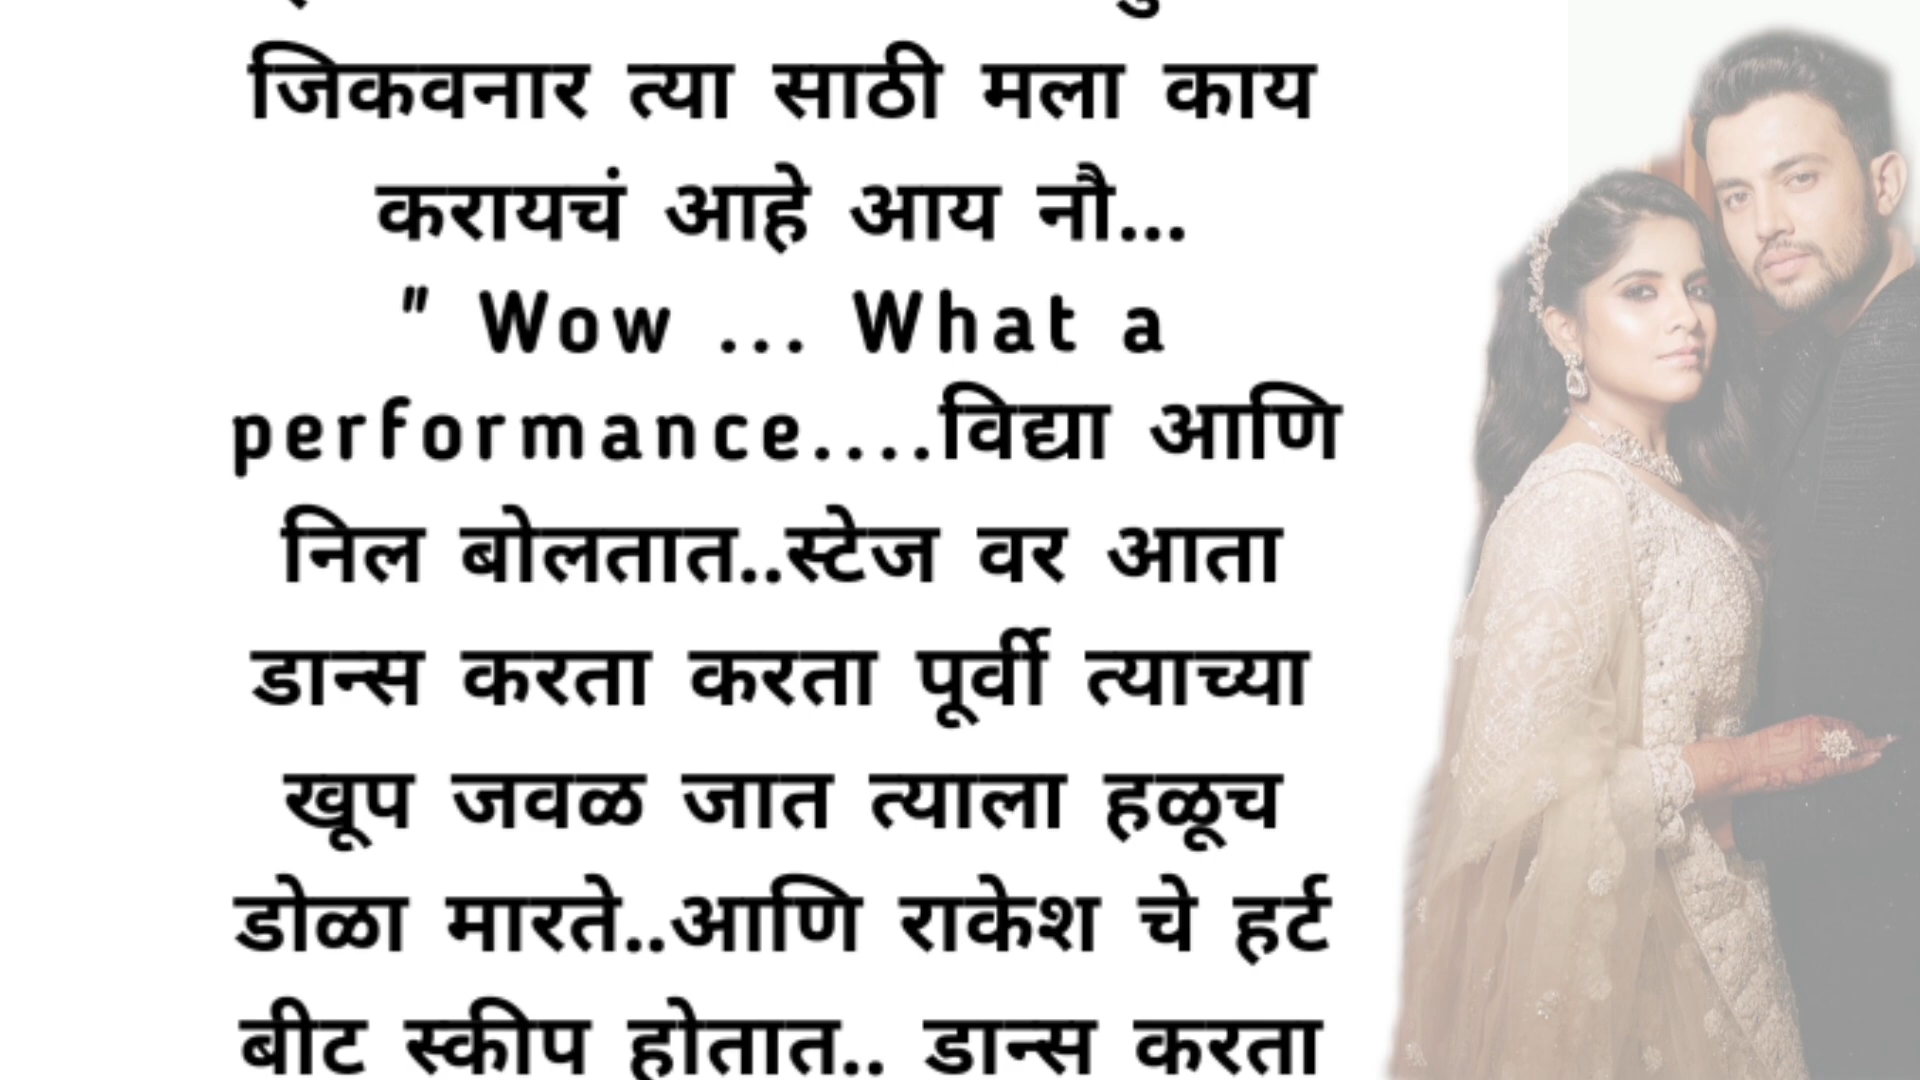 जिकवनार त्या साठी मला काय
करायचं आहे आय नौ...
" Wow ... What a
performance....विद्या आणि
निल बोलतात..स्टेज वर आता
डान्स करता करता पूर्वी त्याच्या
खूप जवळ जात त्याला हळूच
डोळा मारते..आणि राकेश चे हर्ट
बीट स्कीप होतात.. डान्स करता